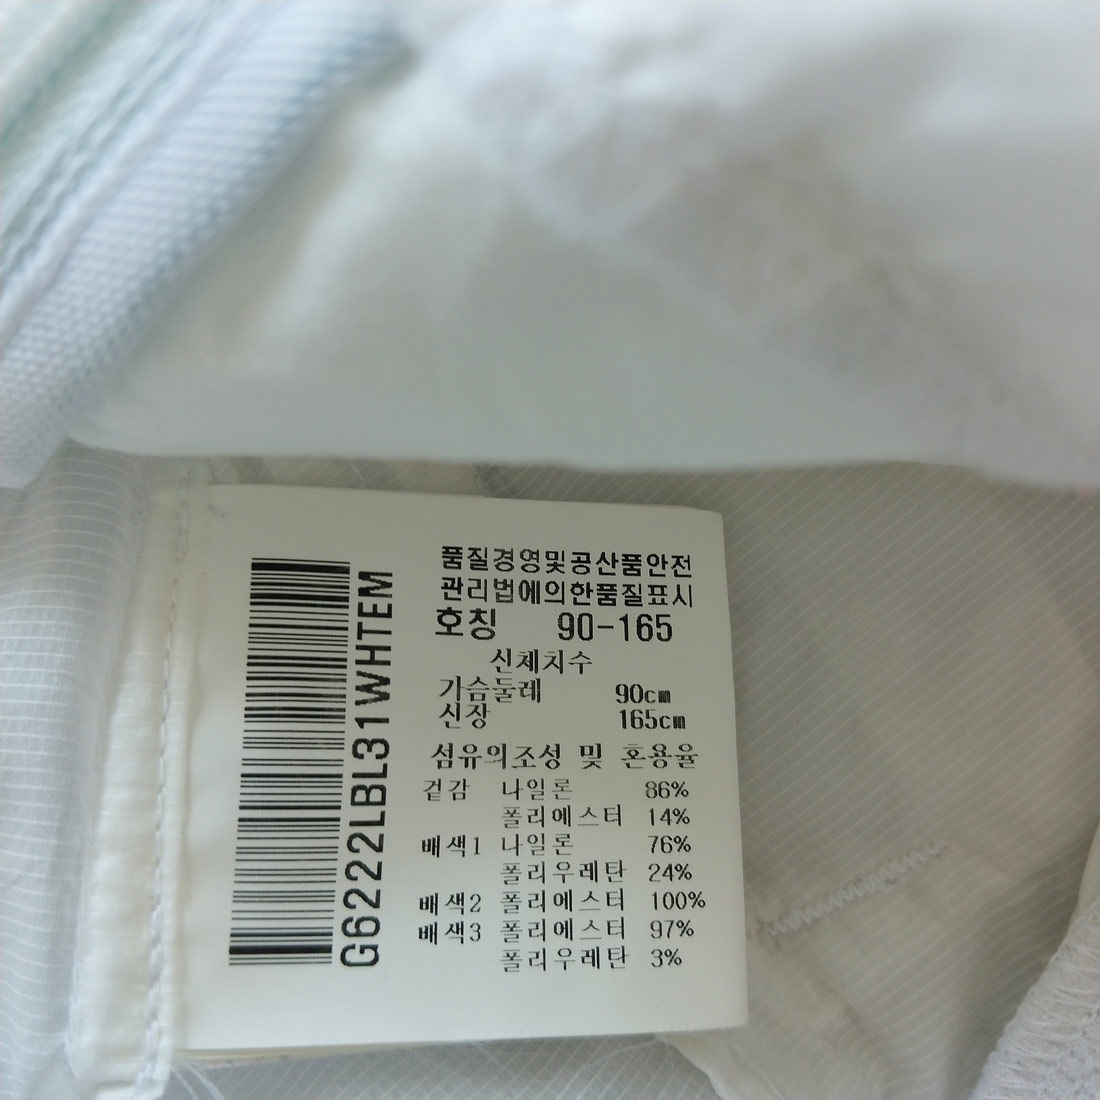 G6222LBL31WHTEM
품질경영및공산품안전
관리법에의한품질표시
호칭 90-165
신체치수
가슴둘레 90cm
신장 165cm
섬유의조성 및 혼용율
겉감 나일론 86%
폴리에스터 14%
배색1 나일론 76%
폴리우레탄 24%
배색2 폴리에스터 100%
배색3 폴리에스터 97%
폴리우레탄 3%